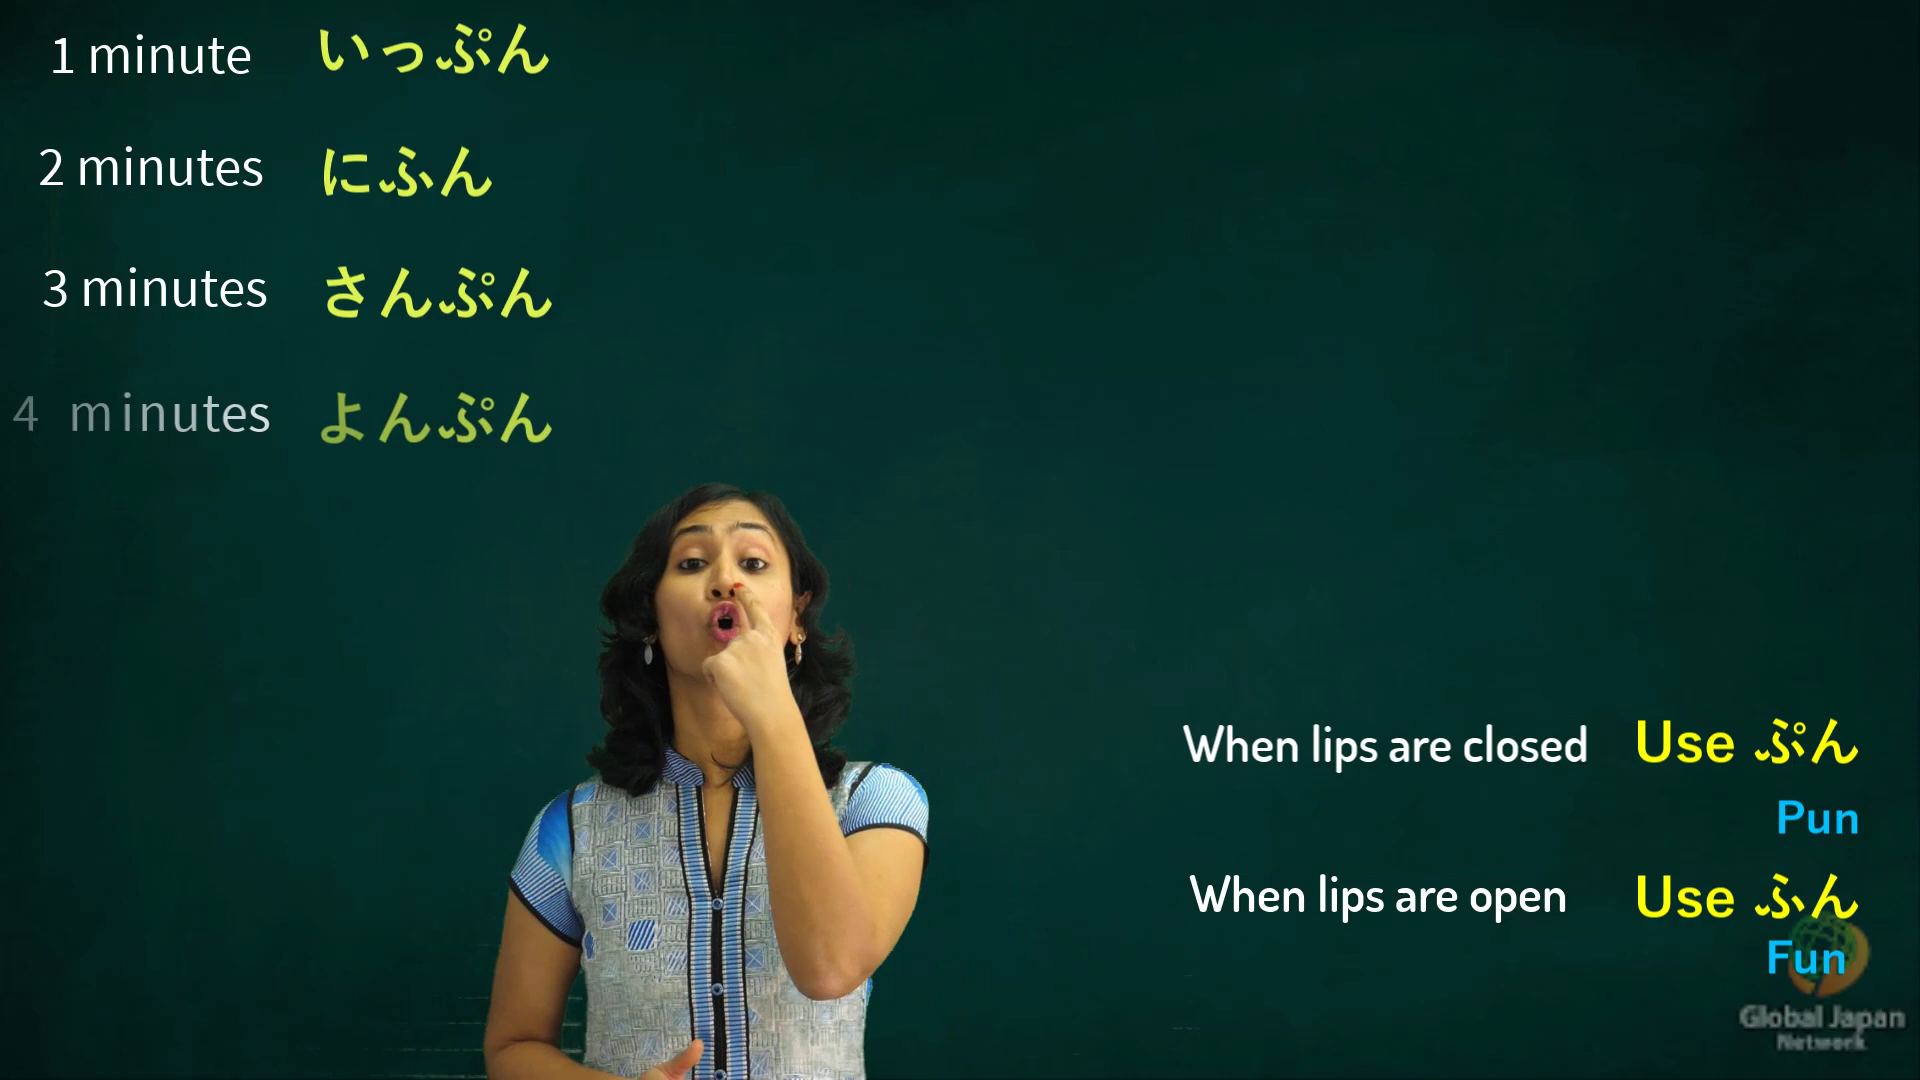 1 minute いっぷん
2 minutes にふん
3 minutes さんぷん
4 minutes よんぷん
When lips are closed Use ぷん
Pun
When lips are open Use ふん
Fun
Global Japan
Network